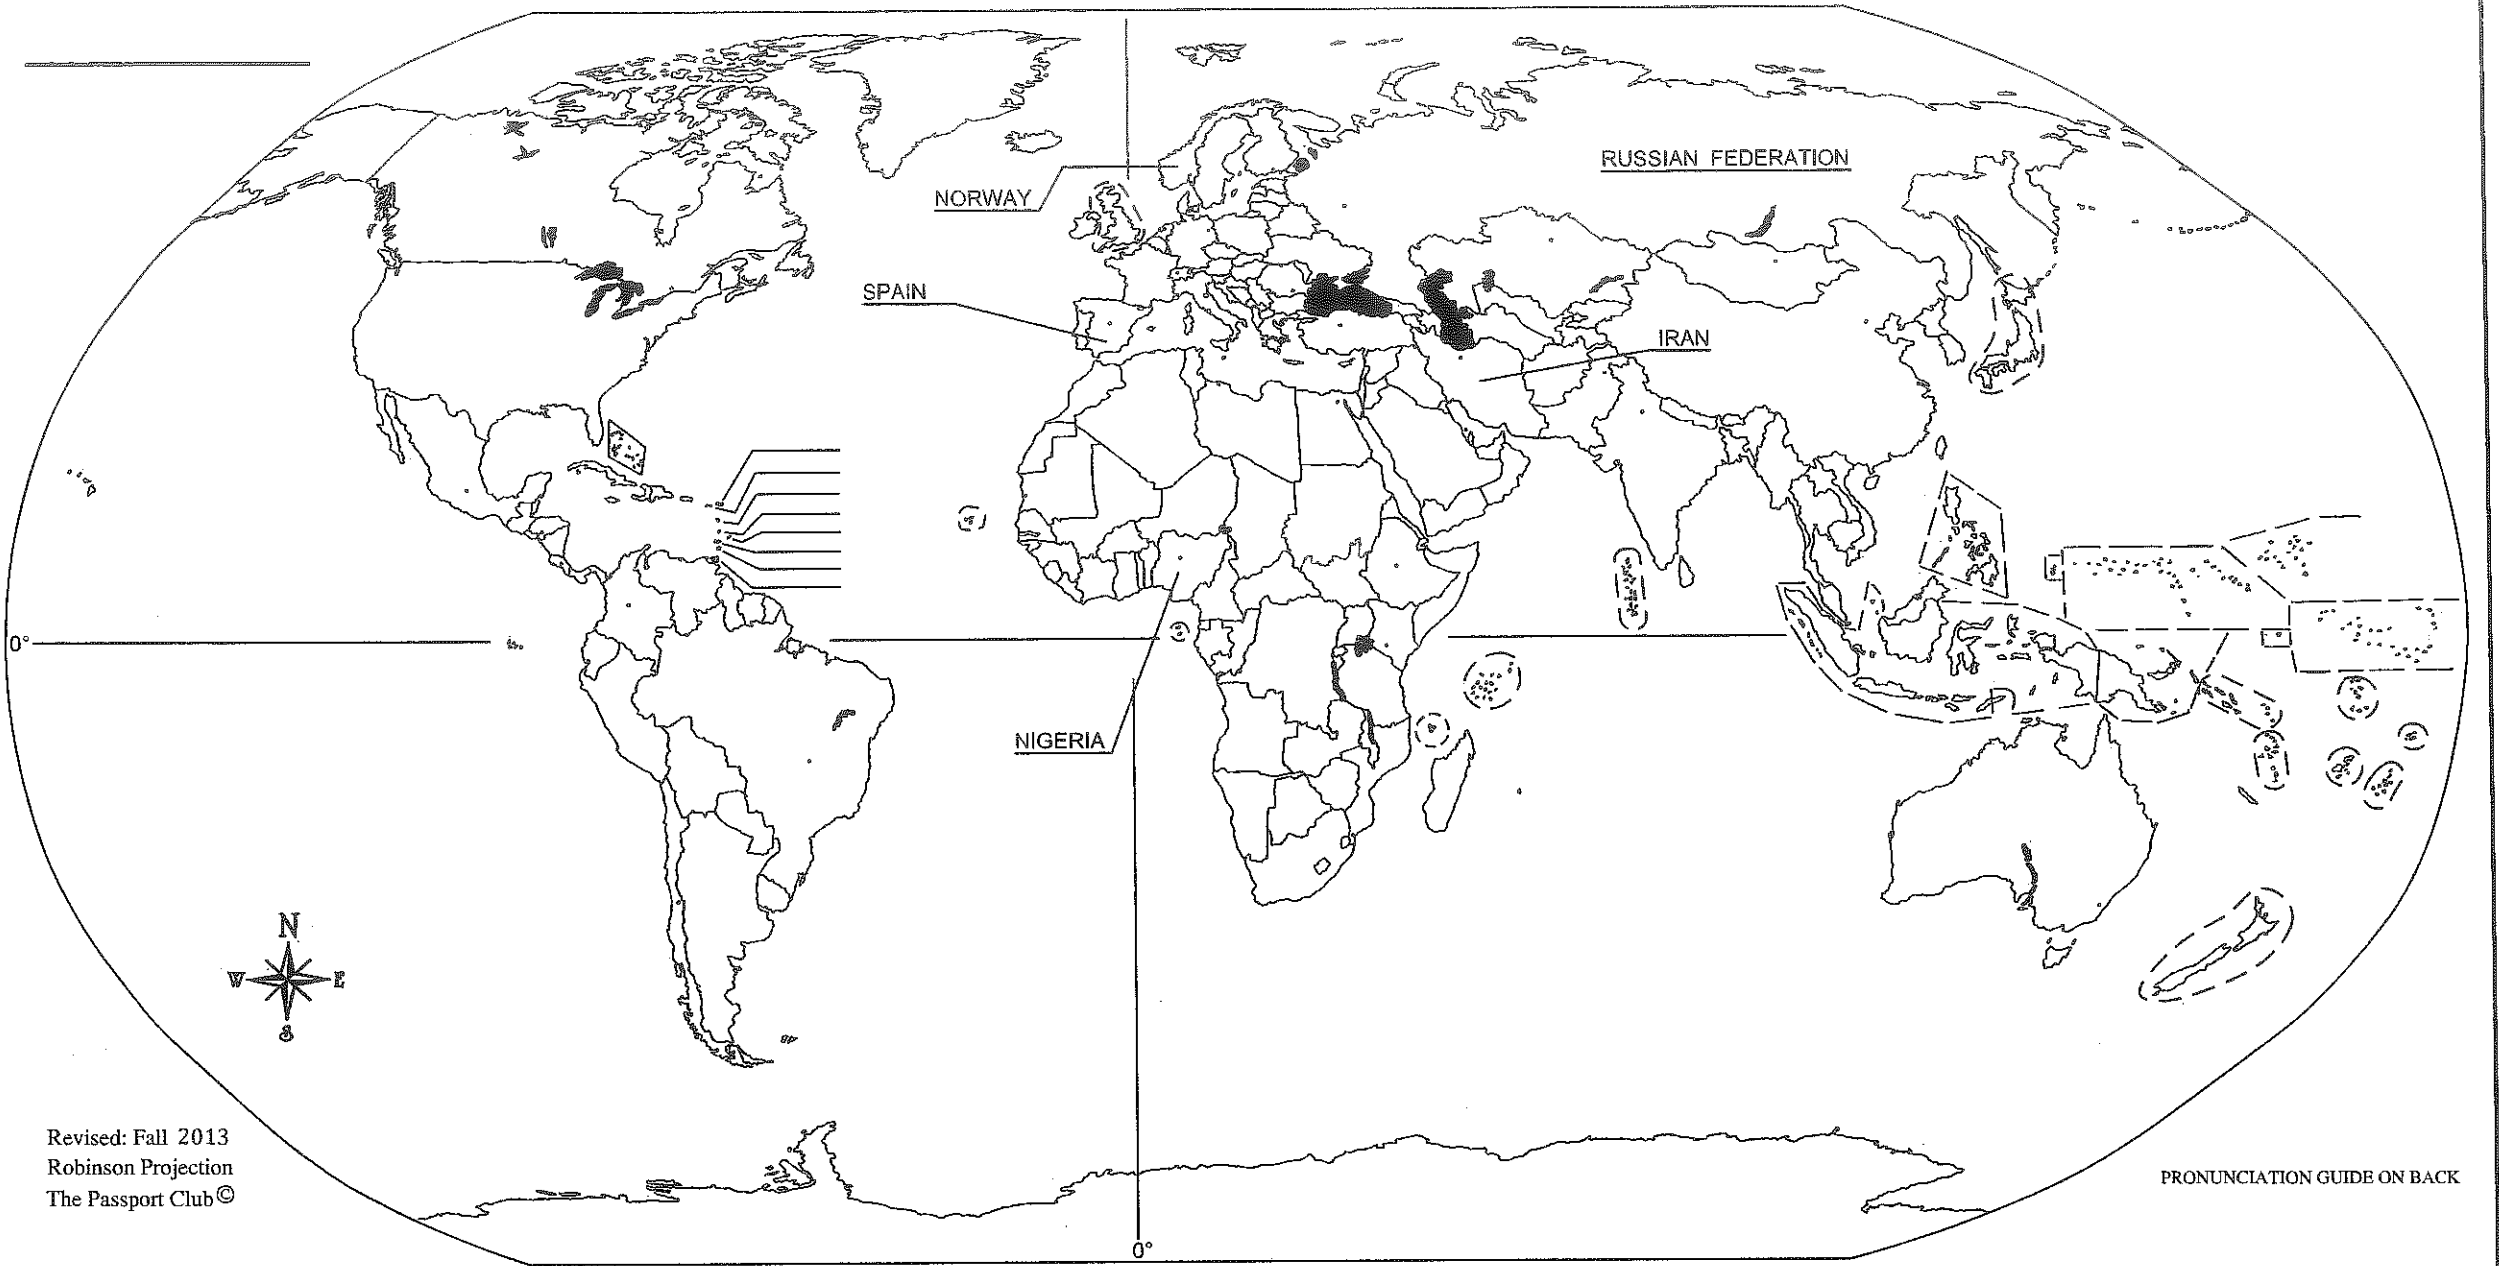 RUSSIAN FEDERATION
NORWAY
SPAIN
IRAN
0°
NIGERIA
N
W E
S
Revised: Fall 2013
Robinson Projection
The Passport Club©
PRONUNCIATION GUIDE ON BACK
0°